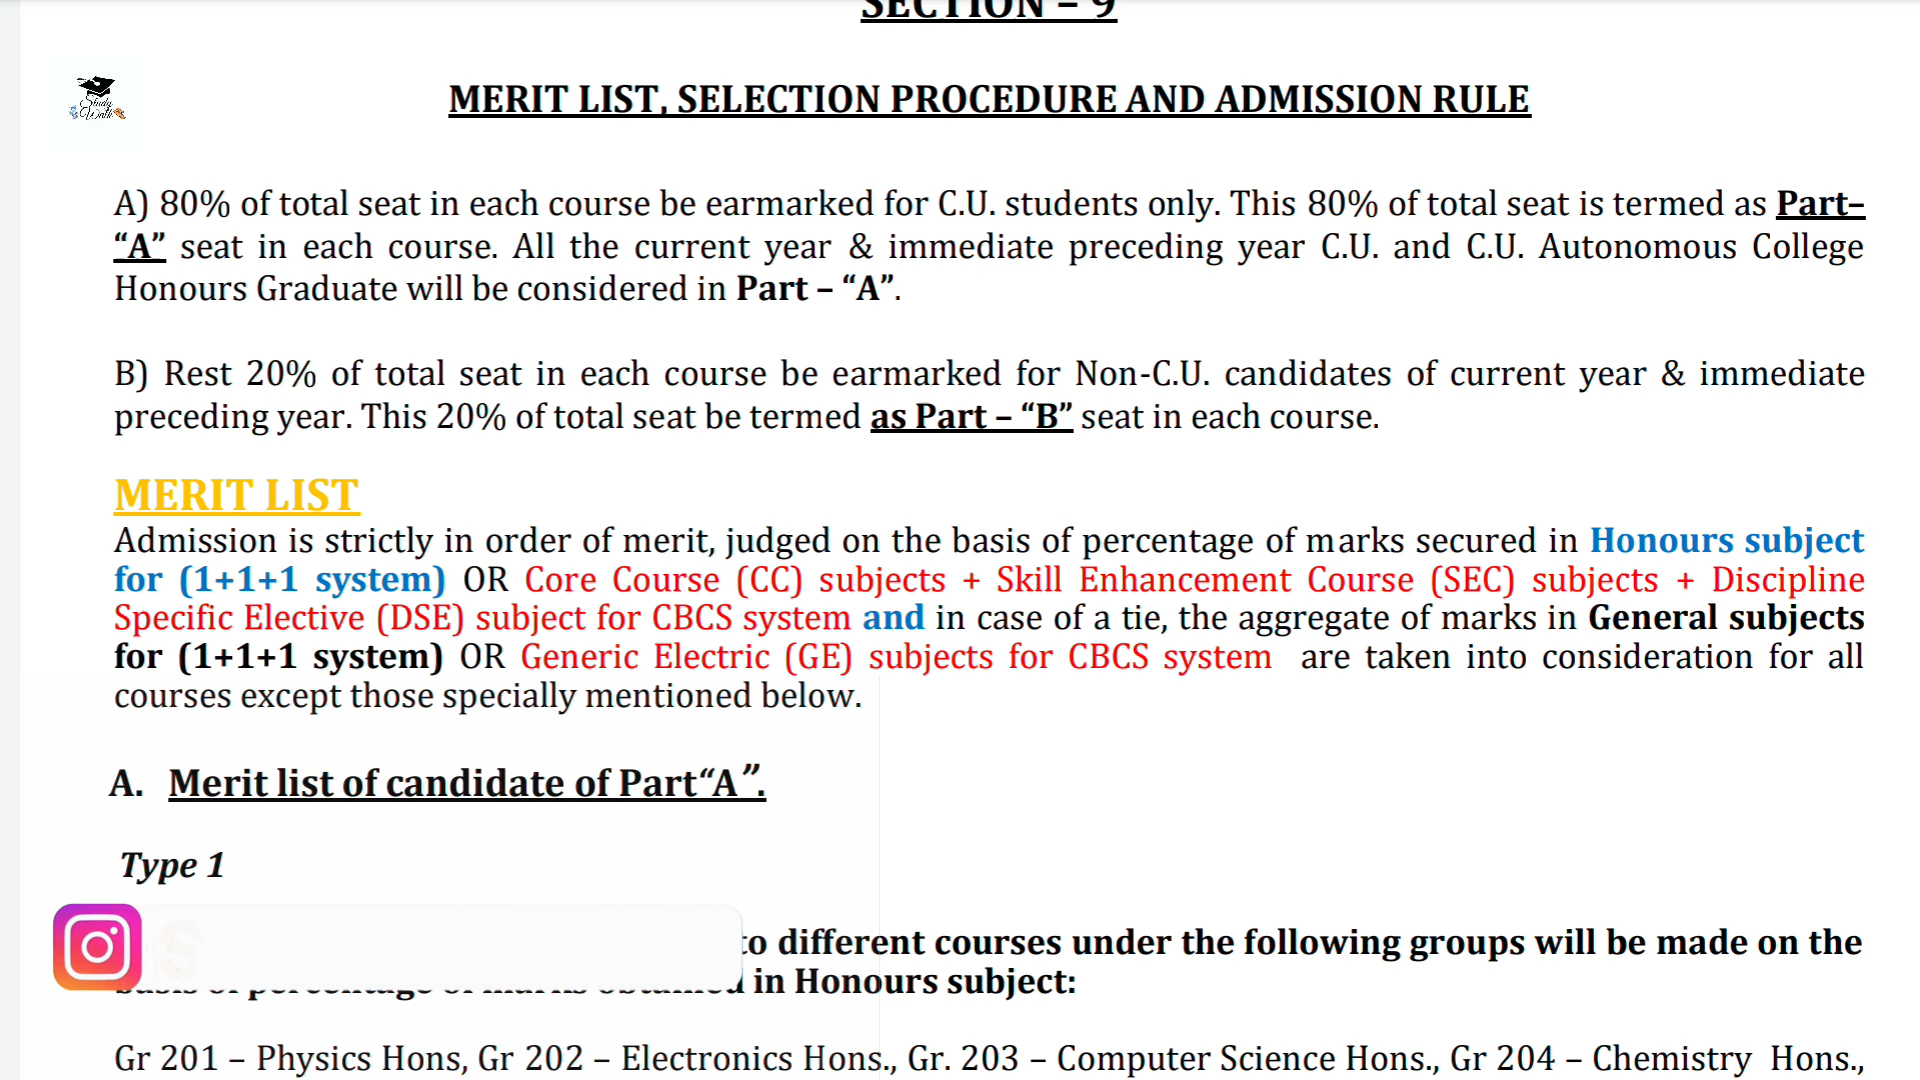 SECTION – 9
Study
MERIT LIST, SELECTION PROCEDURE AND ADMISSION RULE
A) 80% of total seat in each course be earmarked for C.U. students only. This 80% of total seat is termed as Part–
“A” seat in each course. All the current year & immediate preceding year C.U. and C.U. Autonomous College
Honours Graduate will be considered in Part – “A”.
B) Rest 20% of total seat in each course be earmarked for Non-C.U. candidates of current year & immediate
preceding year. This 20% of total seat be termed as Part – “B” seat in each course.
MERIT LIST
Admission is strictly in order of merit, judged on the basis of percentage of marks secured in Honours subject
for (1+1+1 system) OR Core Course (CC) subjects + Skill Enhancement Course (SEC) subjects + Discipline
Specific Elective (DSE) subject for CBCS system and in case of a tie, the aggregate of marks in General subjects
for (1+1+1 system) OR Generic Electric (GE) subjects for CBCS system are taken into consideration for all
courses except those specially mentioned below.
A. Merit list of candidate of Part“A”.
Type 1
to different courses under the following groups will be made on the
in Honours subject:
Gr 201 – Physics Hons, Gr 202 – Electronics Hons., Gr. 203 – Computer Science Hons., Gr 204 – Chemistry Hons.,